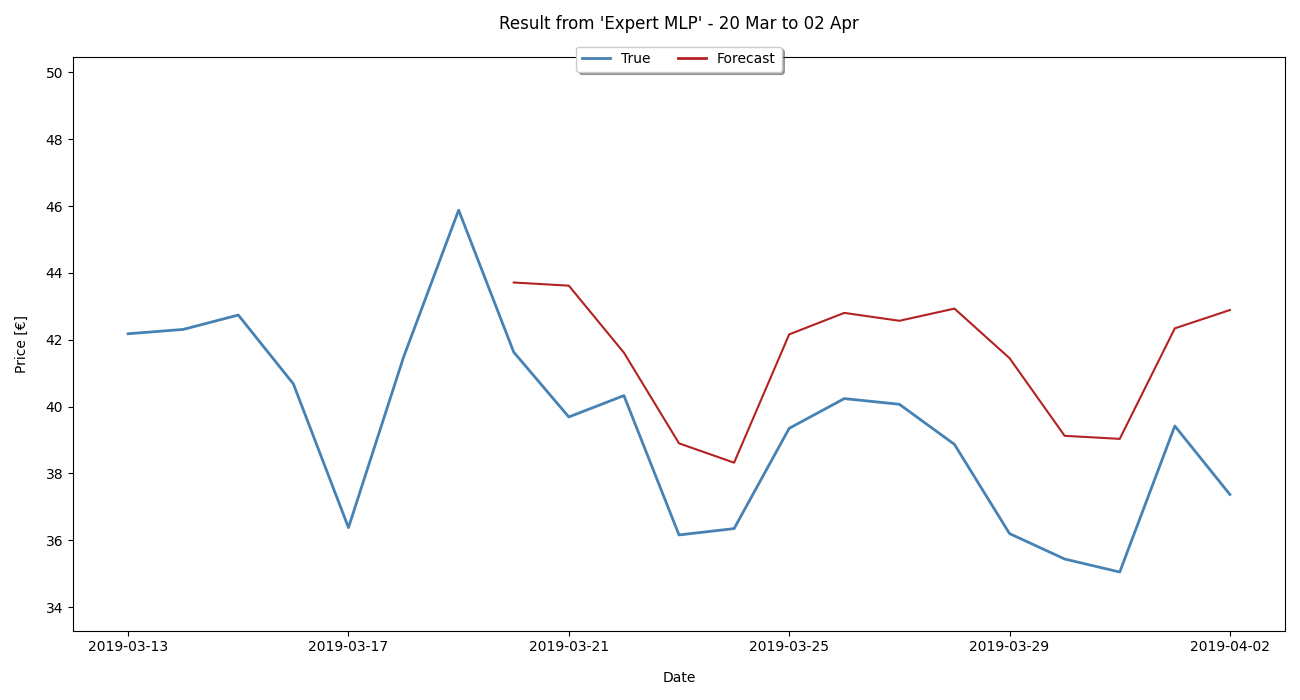 Result from 'Expert MLP' - 20 Mar to 02 Apr
True Forecast
50
48
46
44
42
40
38
36
34
Price [€]
2019-03-13 2019-03-17 2019-03-21 2019-03-25 2019-03-29 2019-04-02
Date